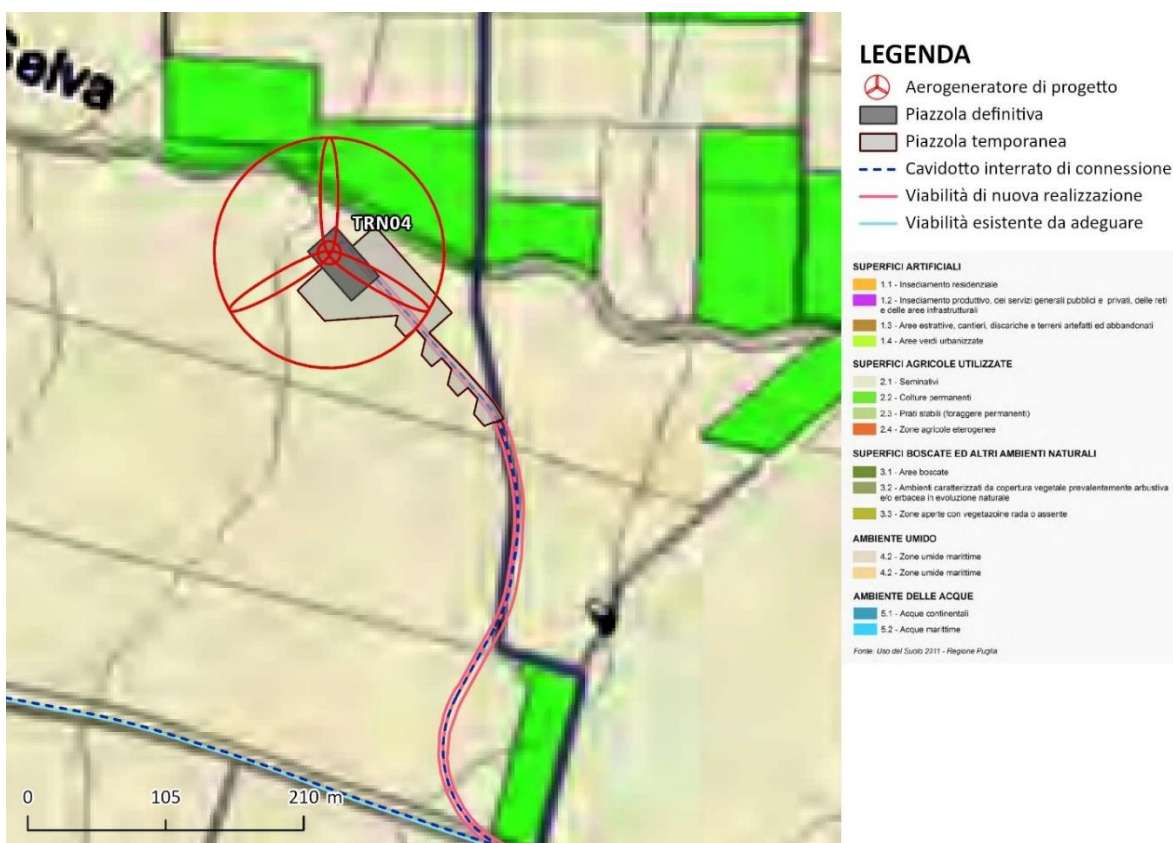 Selva
TRN04
0 105 210 m
LEGENDA
Aerogeneratore di progetto
Piazzola definitiva
Piazzola temporanea
Cavidotto interrato di connessione
Viabilità di nuova realizzazione
Viabilità esistente da adeguare
SUPERFICI ARTIFICIALI
1.1 - Insediamento residenziale
1.2 - Insediamento produttivo, dei servizi generali pubblici e privati, delle reti
e delle aree infrastrutturali
1.3 - Aree estrattive, cantieri, discariche e terreni artefatti ed abbandonati
1.4 - Aree verdi urbanizzate
SUPERFICI AGRICOLE UTILIZZATE
2.1 - Seminativi
2.2 - Colture permanenti
2.3 - Prati stabili (foraggere permanenti)
2.4 - Zone agricole eterogenee
SUPERFICI BOSCATE ED ALTRI AMBIENTI NATURALI
3.1 - Aree boscate
3.2 - Ambienti caratterizzati da copertura vegetale prevalentemente arbustiva
e/o erbacea in evoluzione naturale
3.3 - Zone aperte con vegetazoine rada o assente
AMBIENTE UMIDO
4.2 - Zone umide marittime
4.2 - Zone umide marittime
AMBIENTE DELLE ACQUE
5.1 - Acque continentali
5.2 - Acque marittime
Fonte: Uso del Suolo 2011 - Regione Puglia